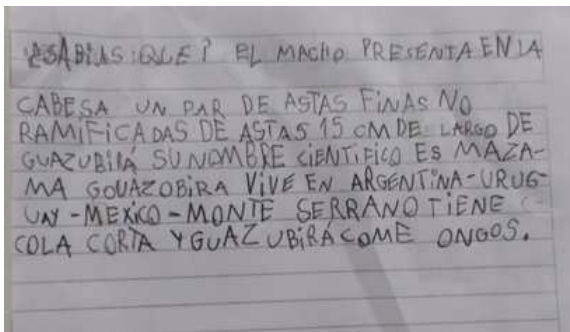 ¿SABIAS:QUE? EL MACHO PRESENTA EN LA
CABESA UN PAR DE ASTAS FINAS NO
RAMIFICADAS DE ASTAS 15 CM DE LARGO DE
GUAZUBIRÁ SU NOMBRE CIENTIFICO ES MAZA-
MA GOUAZOBIRA VIVE EN ARGENTINA-URUG-
UAY-MEXICO-MONTE SERRANO TIENE
COLA CORTA Y GUAZUBIRÁ COME ONGOS.